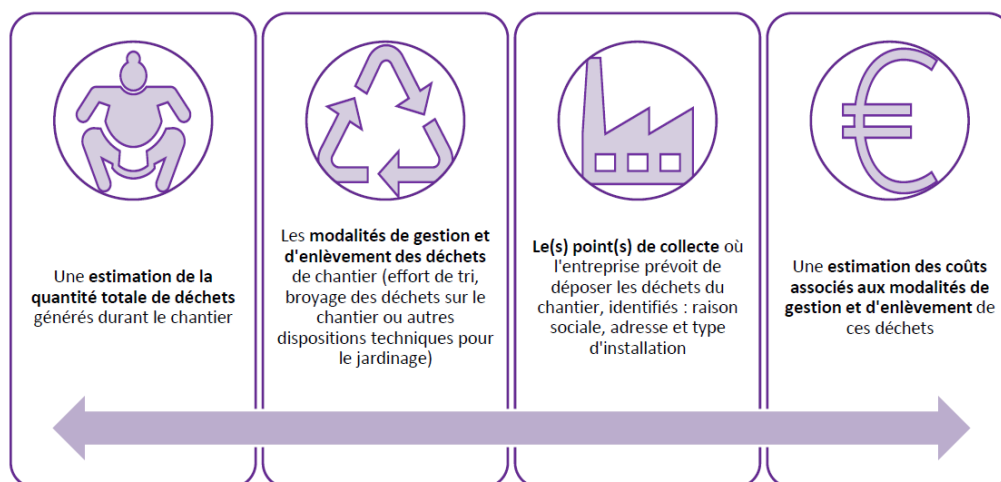 Une estimation de la
quantité totale de déchets
générés durant le chantier
Les modalités de gestion et
d'enlèvement des déchets
de chantier (effort de tri,
broyage des déchets sur le
chantier ou autres
dispositions techniques pour
le jardinage)
Le(s) point(s) de collecte où
l'entreprise prévoit de
déposer les déchets du
chantier, identifiés : raison
sociale, adresse et type
d'installation
Une estimation des coûts
associés aux modalités de
gestion et d'enlèvement de
ces déchets